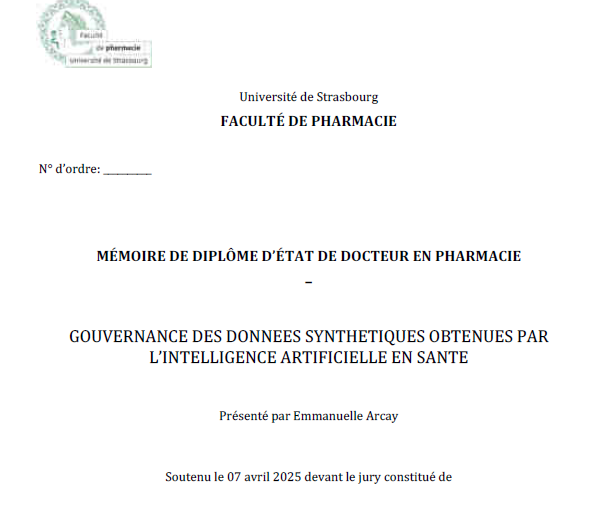 Faculté
de pharmacie
Université de Strasbourg
Université de Strasbourg
FACULTÉ DE PHARMACIE
N° d’ordre: ________
MÉMOIRE DE DIPLÔME D’ÉTAT DE DOCTEUR EN PHARMACIE
–
GOUVERNANCE DES DONNEES SYNTHETIQUES OBTENUES PAR
L’INTELLIGENCE ARTIFICIELLE EN SANTE
Présenté par Emmanuelle Arcay
Soutenu le 07 avril 2025 devant le jury constitué de